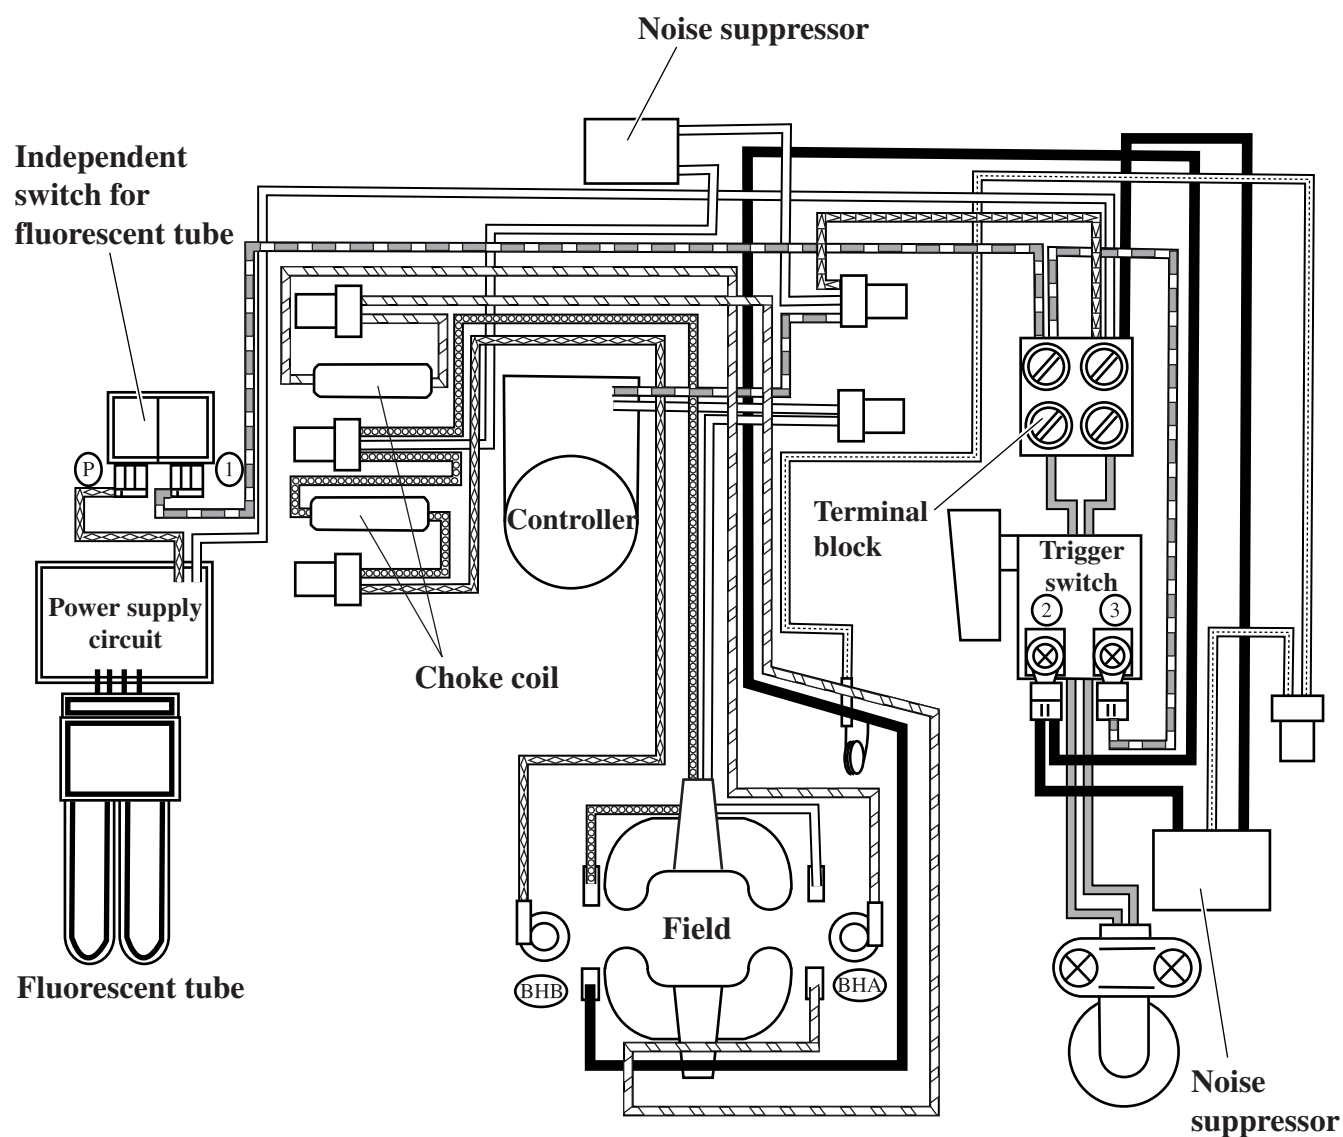 Noise suppressor
Independent
switch for
fluorescent tube
P
1
Controller
Terminal
block
Trigger
switch
2
3
Power supply
circuit
Choke coil
Field
BHB
BHA
Fluorescent tube
Noise
suppressor